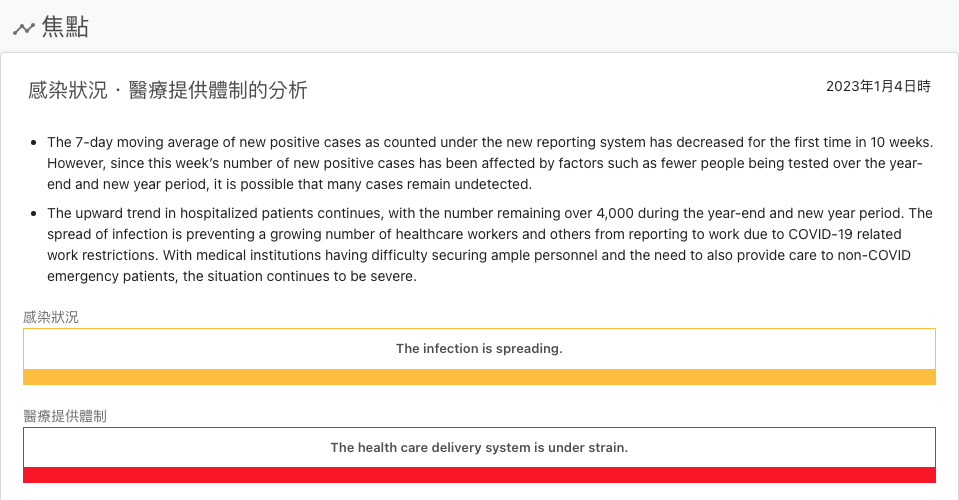 焦點
感染狀況・醫療提供體制的分析
2023年1月4日時
The 7-day moving average of new positive cases as counted under the new reporting system has decreased for the first time in 10 weeks.
However, since this week’s number of new positive cases has been affected by factors such as fewer people being tested over the year-
end and new year period, it is possible that many cases remain undetected.
The upward trend in hospitalized patients continues, with the number remaining over 4,000 during the year-end and new year period. The
spread of infection is preventing a growing number of healthcare workers and others from reporting to work due to COVID-19 related
work restrictions. With medical institutions having difficulty securing ample personnel and the need to also provide care to non-COVID
emergency patients, the situation continues to be severe.
感染狀況
The infection is spreading.
醫療提供體制
The health care delivery system is under strain.